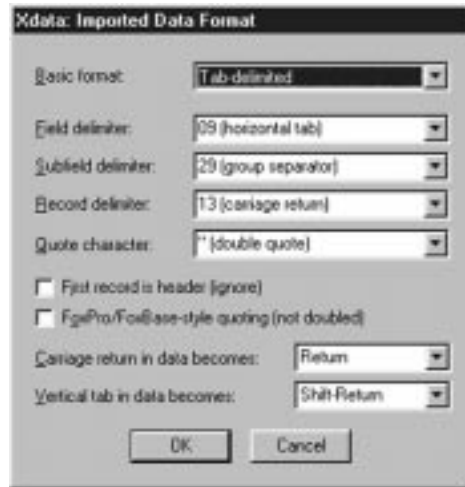 Xdata: Imported Data Format
Basic format: Tab-delimited
Field delimiter: 09 (horizontal tab)
Subfield delimiter: 29 (group separator)
Record delimiter: 13 (carriage return)
Quote character: " (double quote)
First record is header (ignore)
FoxPro/FoxBase-style quoting (not doubled)
Carriage return in data becomes: Return
Vertical tab in data becomes: Shift-Return
OK Cancel